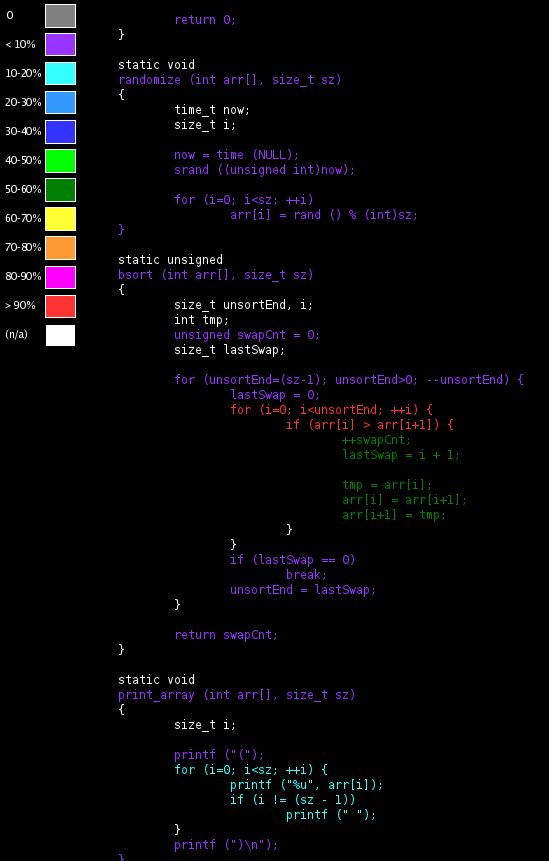 0
< 10%
10-20%
20-30%
30-40%
40-50%
50-60%
60-70%
70-80%
80-90%
> 90%
(n/a)
return 0;
}
static void
randomize (int arr[], size_t sz)
{
time_t now;
size_t i;
now = time (NULL);
srand ((unsigned int)now);
for (i=0; i<sz; ++i)
arr[i] = rand () % (int)sz;
}
static unsigned
bsort (int arr[], size_t sz)
{
size_t unsortEnd, i;
int tmp;
unsigned swapCnt = 0;
size_t lastSwap;
for (unsortEnd=(sz-1); unsortEnd>0; --unsortEnd) {
lastSwap = 0;
for (i=0; i<unsortEnd; ++i) {
if (arr[i] > arr[i+1]) {
++swapCnt;
lastSwap = i + 1;
tmp = arr[i];
arr[i] = arr[i+1];
arr[i+1] = tmp;
}
}
if (lastSwap == 0)
break;
unsortEnd = lastSwap;
}
return swapCnt;
}
static void
print_array (int arr[], size_t sz)
{
size_t i;
printf ("(");
for (i=0; i<sz; ++i) {
printf ("%u", arr[i]);
if (i != (sz - 1))
printf (" ");
}
printf (")\n");
}